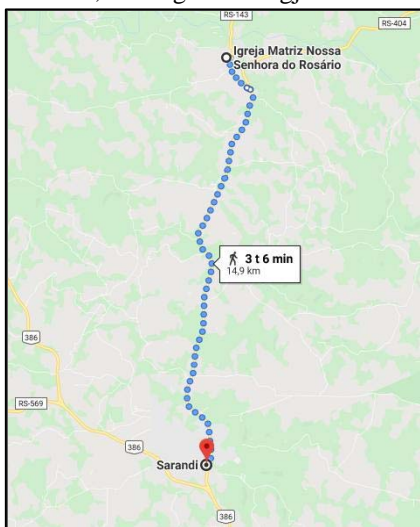 RS-143
RS-404
Igreja Matriz Nossa
Senhora do Rosário
3 t 6 min
14,9 km
386
RS-569
386
Sarandi
386